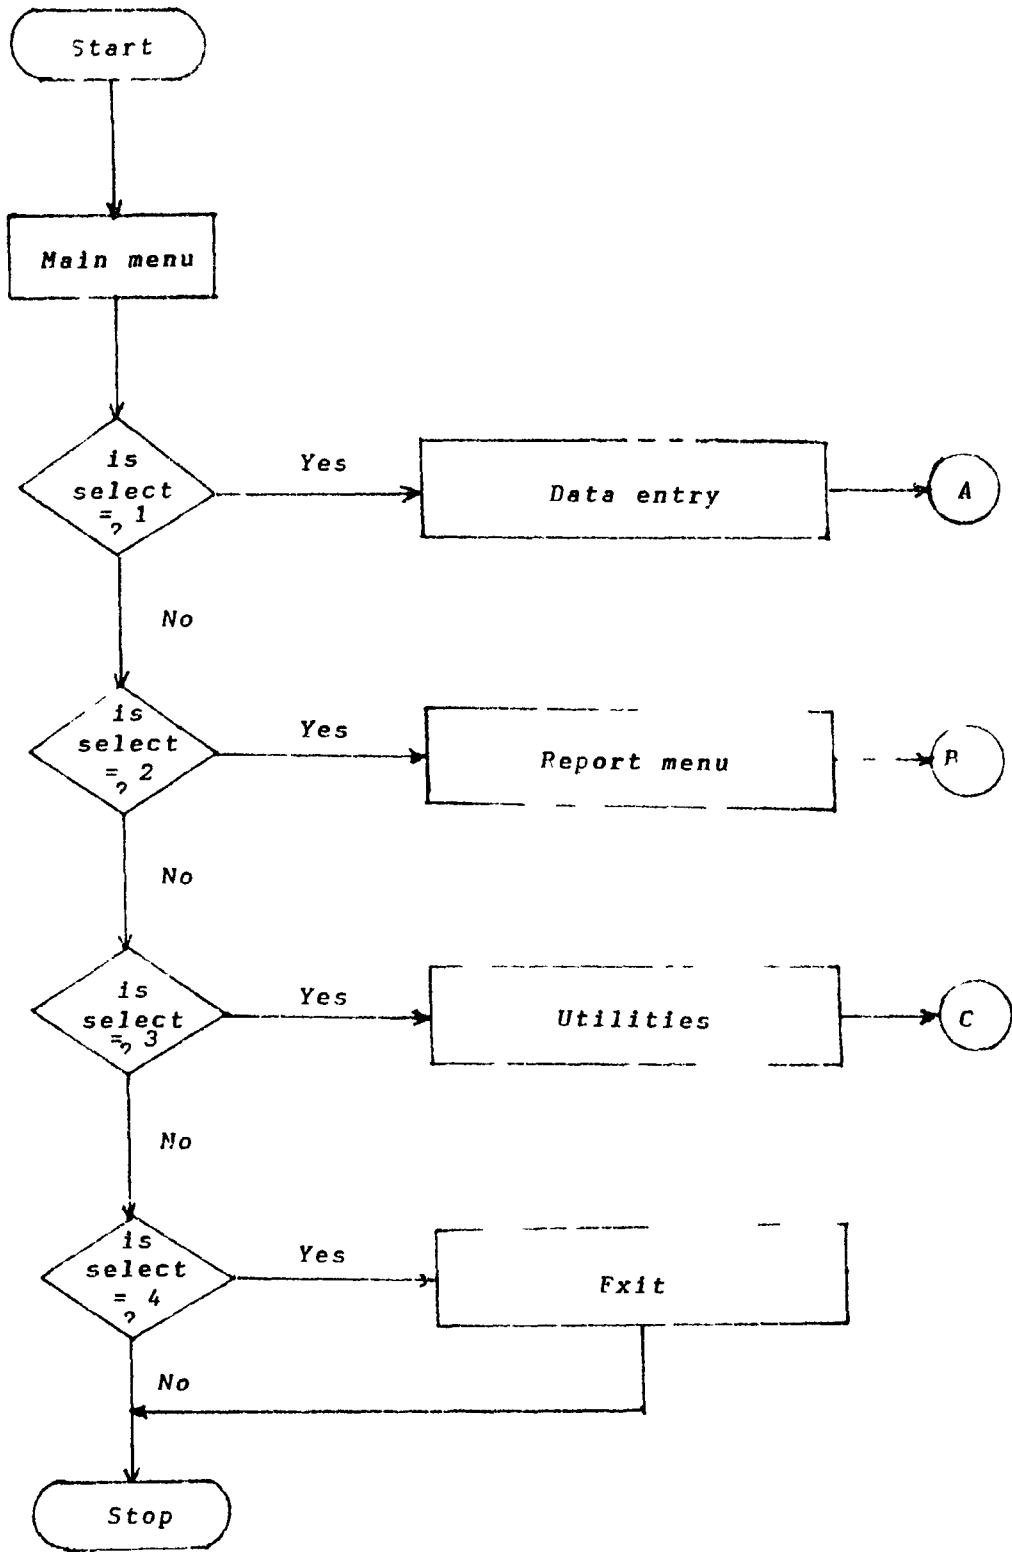 Start
Main menu
is
select
= 1
?
Yes
Data entry
A
No
is
select
= 2
?
Yes
Report menu
B
No
is
select
= 3
?
Yes
Utilities
C
No
is
select
= 4
?
Yes
Exit
No
Stop